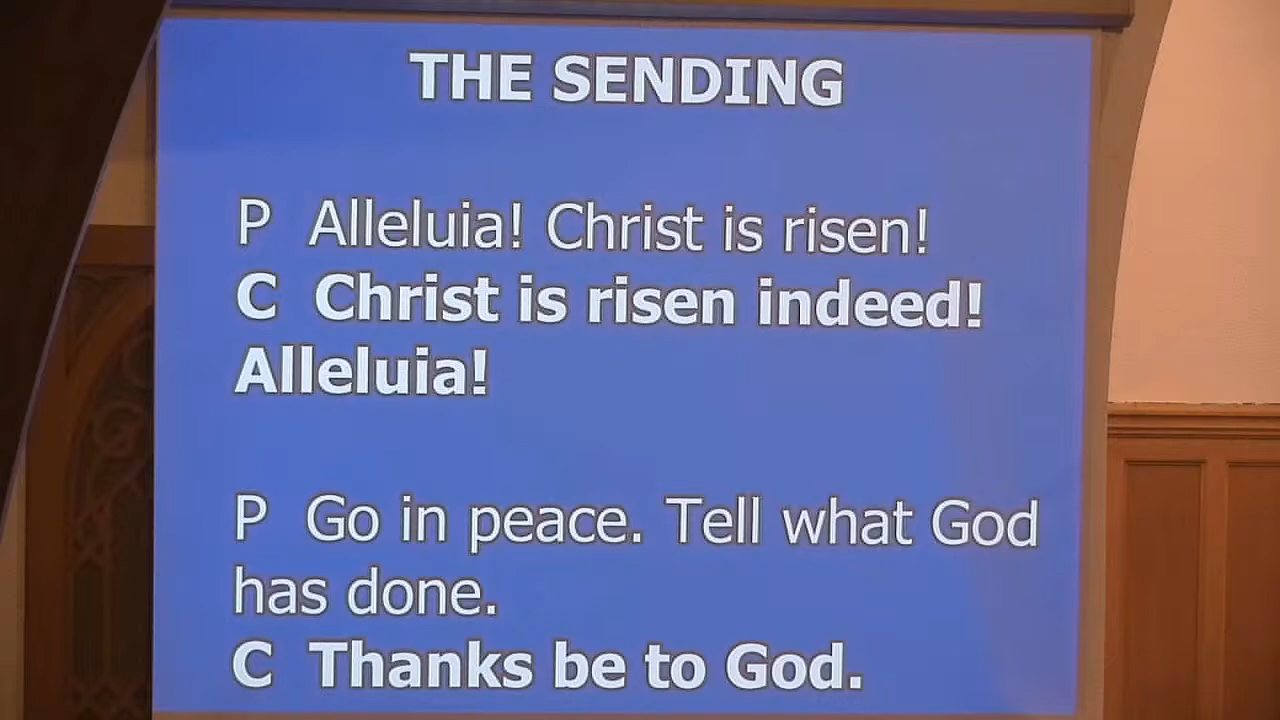 THE SENDING
P Alleluia! Christ is risen!
C Christ is risen indeed!
Alleluia!
P Go in peace. Tell what God
has done.
C Thanks be to God.